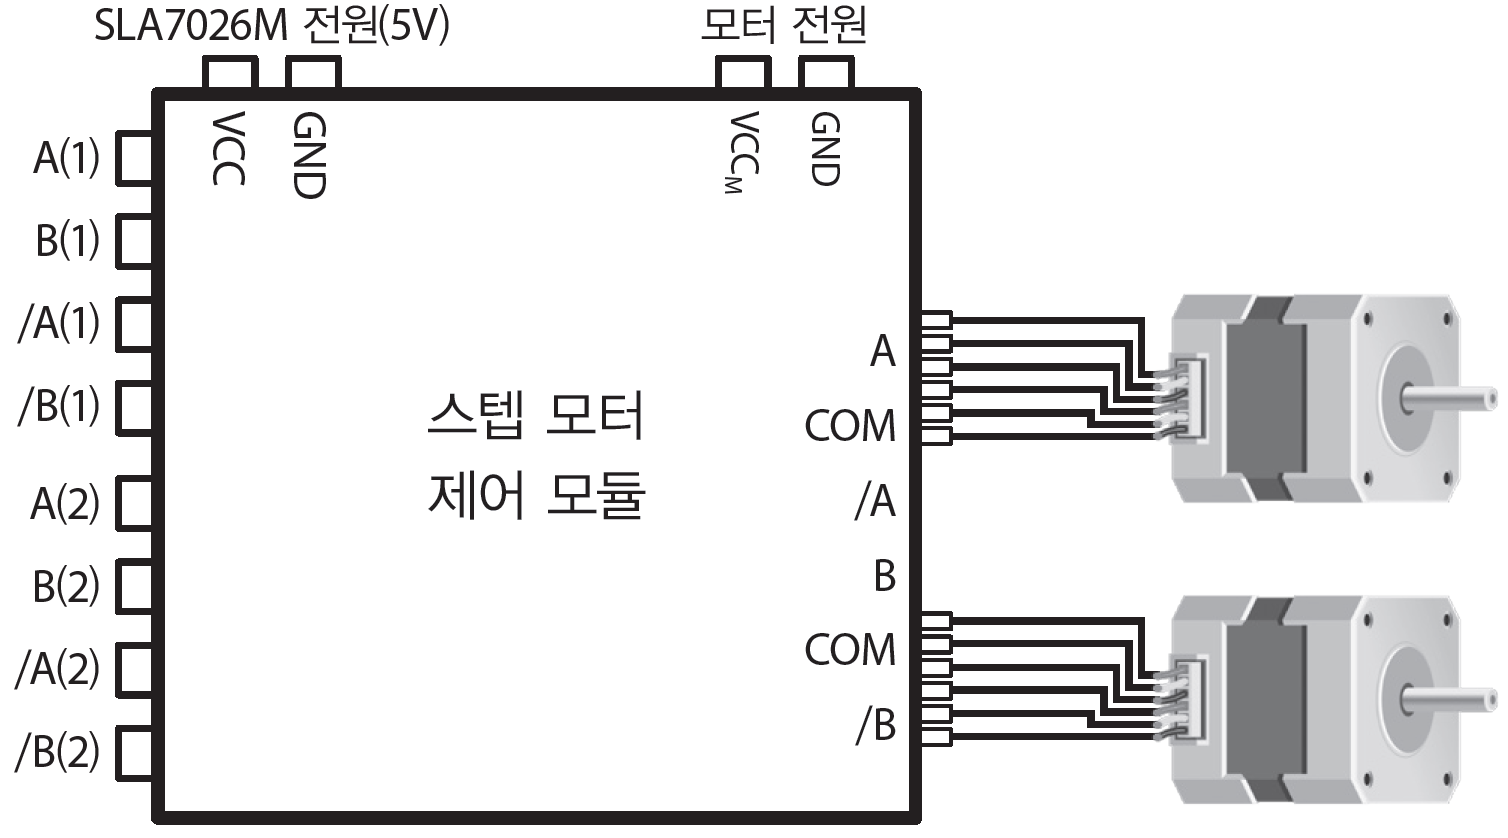 SLA7026M 전원(5V)
모터 전원
VCC
GND
VCCM
GND
A(1)
B(1)
/A(1)
/B(1)
A(2)
B(2)
/A(2)
/B(2)
스텝 모터
제어 모듈
A
COM
/A
B
COM
/B